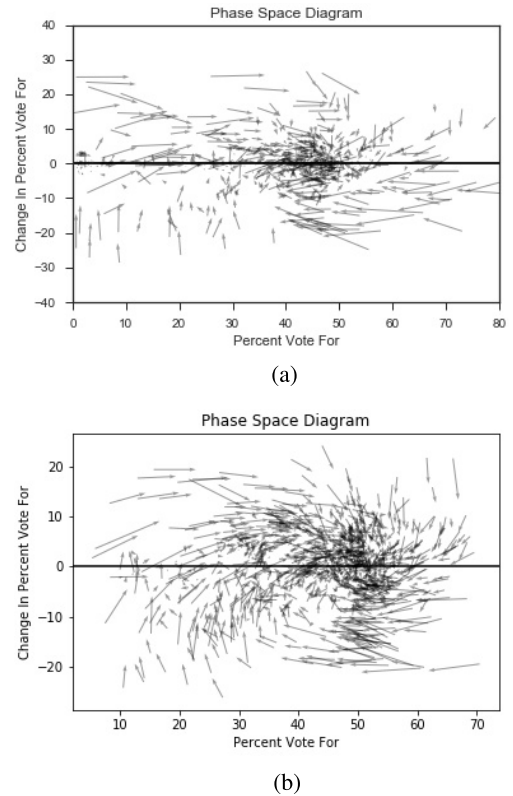 Phase Space Diagram
40
30
20
10
0
−10
−20
−30
−40
Change In Percent Vote For
0 10 20 30 40 50 60 70 80
Percent Vote For
(a)
Phase Space Diagram
20
10
0
−10
−20
Change In Percent Vote For
10 20 30 40 50 60 70
Percent Vote For
(b)